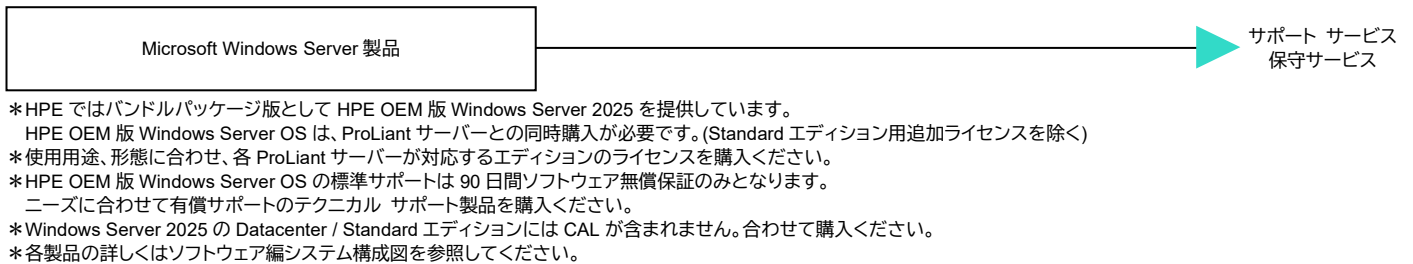 Microsoft Windows Server 製品
サポート サービス
保守サービス
＊HPE ではバンドルパッケージ版として HPE OEM 版 Windows Server 2025 を提供しています。
HPE OEM 版 Windows Server OS は、ProLiant サーバーとの同時購入が必要です。(Standard エディション用追加ライセンスを除く)
＊使用用途、形態に合わせ、各 ProLiant サーバーが対応するエディションのライセンスを購入ください。
＊HPE OEM 版 Windows Server OS の標準サポートは 90 日間ソフトウェア無償保証のみとなります。
ニーズに合わせて有償サポートのテクニカル サポート製品を購入ください。
＊Windows Server 2025 の Datacenter / Standard エディションには CAL が含まれません。合わせて購入ください。
＊各製品の詳しくはソフトウェア編システム構成図を参照してください。